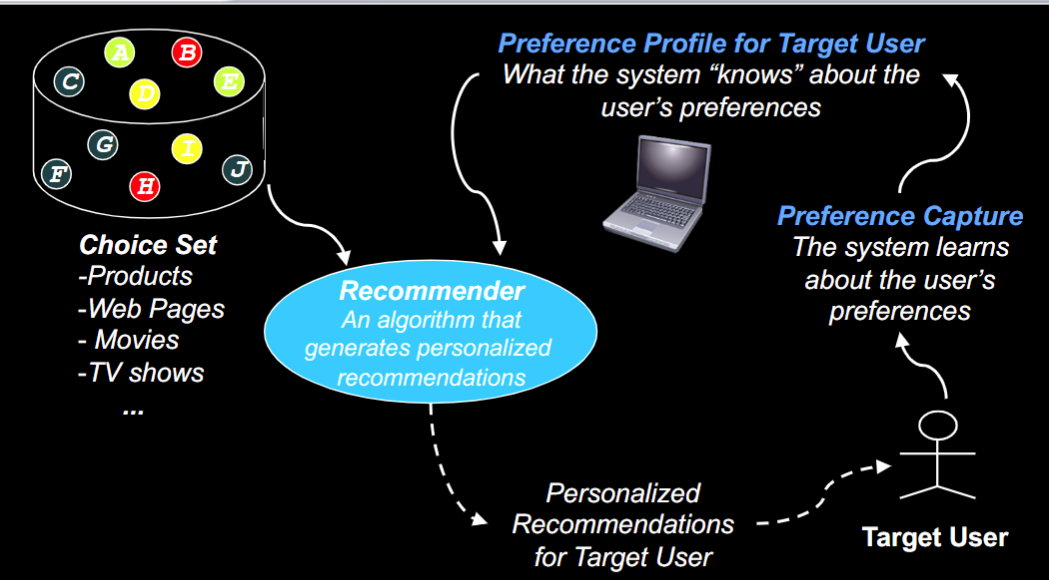 A
B
C
D
E
G
I
F
H
J
Choice Set
-Products
-Web Pages
- Movies
-TV shows
...
Preference Profile for Target User
What the system “knows” about the
user’s preferences
Preference Capture
The system learns
about the user’s
preferences
Recommender
An algorithm that
generates personalized
recommendations
Personalized
Recommendations
for Target User
Target User